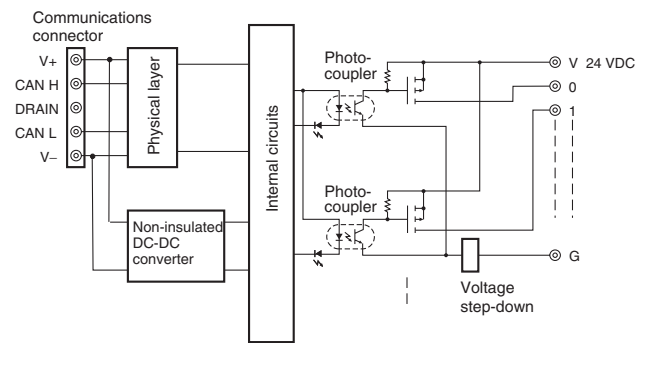 Communications
connector
V+
CAN H
DRAIN
CAN L
V–
Physical layer
Non-insulated
DC-DC
converter
Internal circuits
Photo-
coupler
V 24 VDC
0
1
Photo-
coupler
G
Voltage
step-down